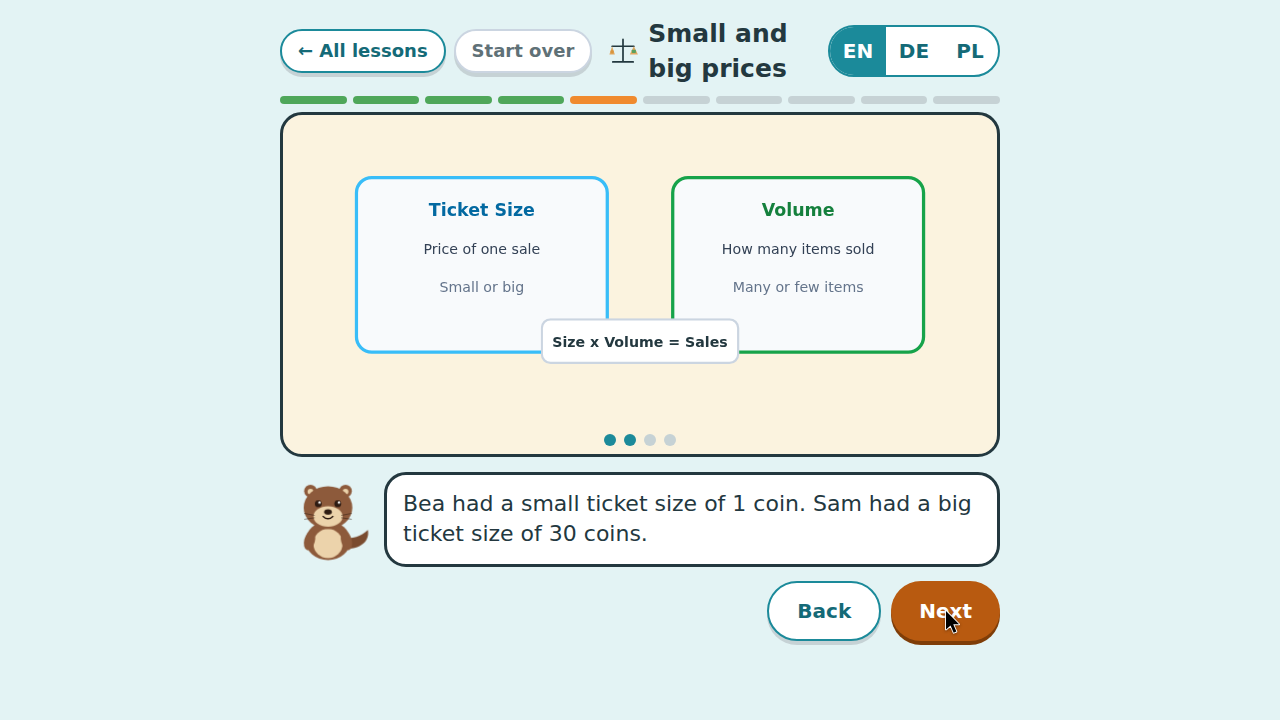 ← All lessons
Start over
Small and
big prices
EN
DE
PL
Ticket Size
Price of one sale
Small or big
Volume
How many items sold
Many or few items
Size x Volume = Sales
Bea had a small ticket size of 1 coin. Sam had a big
ticket size of 30 coins.
Back
Next